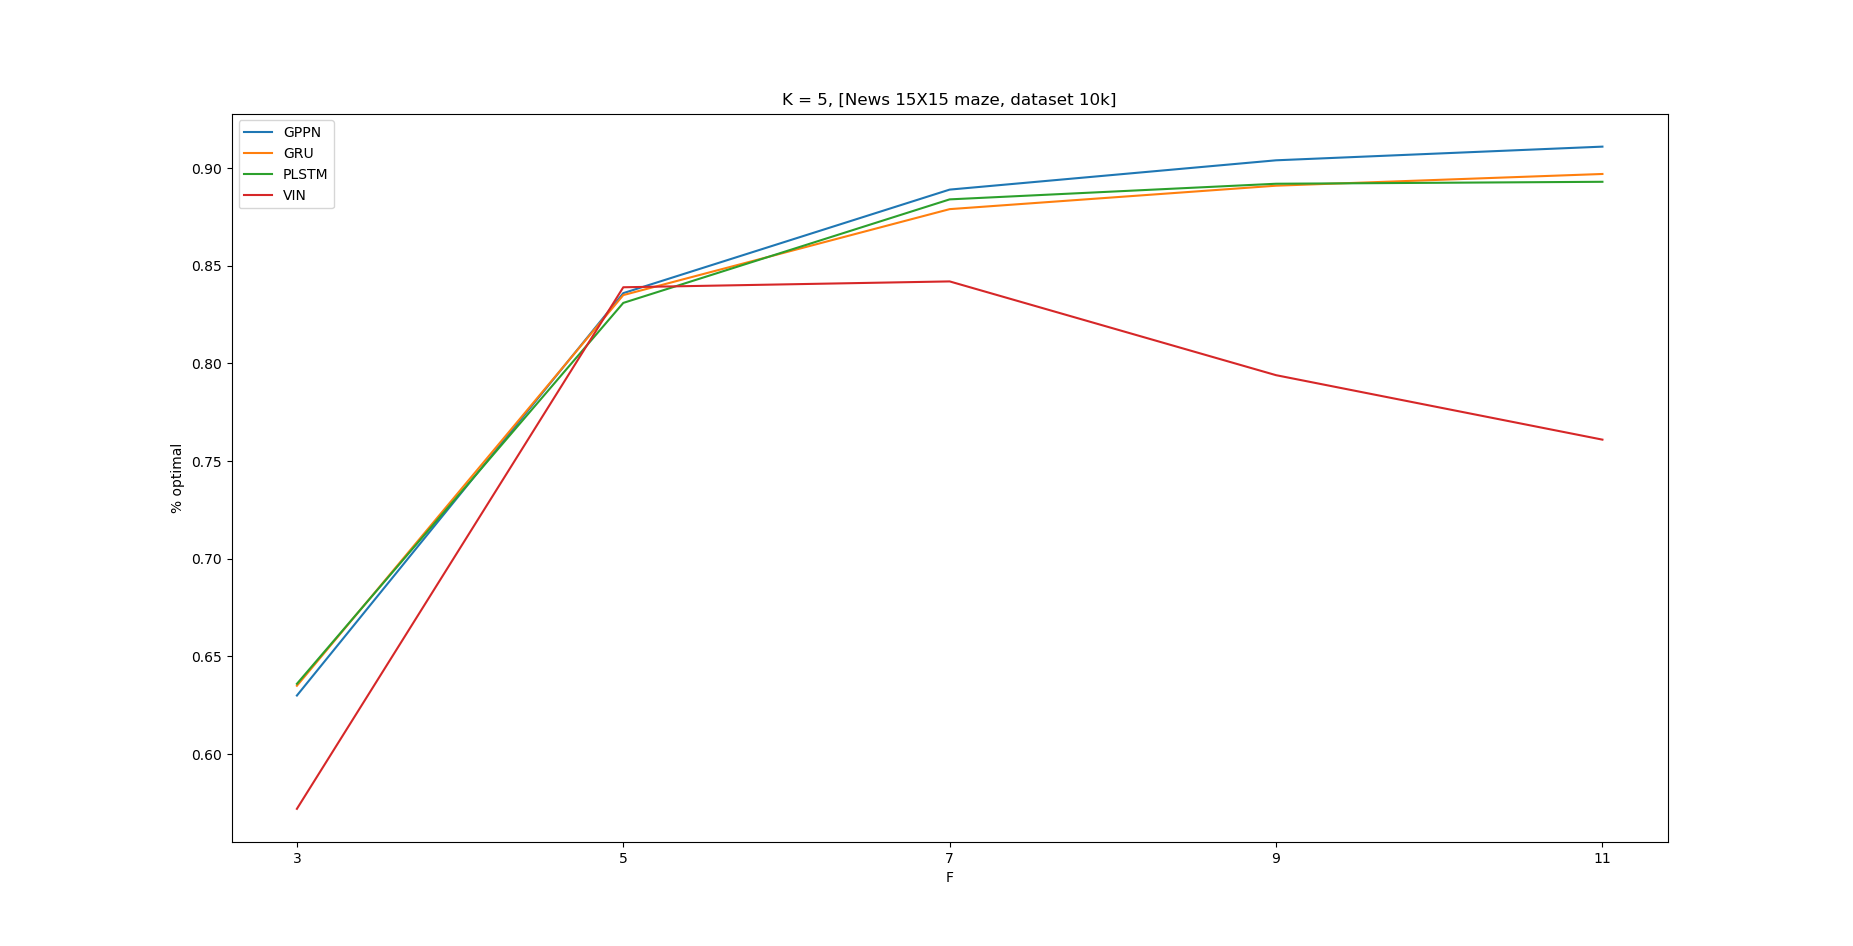 K = 5, [News 15X15 maze, dataset 10k]
GPPN
GRU
PLSTM
VIN
0.90
0.85
0.80
0.75
0.70
0.65
0.60
% optimal
3 5 7 9 11
F